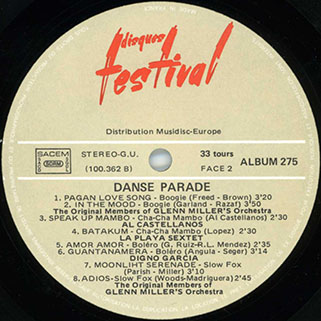 disques
festival
Distribution Musidisc-Europe
SACEM
SDRM
STEREO-G.U.
(100.362 B)
33 tours
FACE 2
ALBUM 275
DANSE PARADE
1. PAGAN LOVE SONG - Boogie (Freed - Brown) 3'20
2. IN THE MOOD - Boogie (Garland - Razaf) 3'50
The Original Members of GLENN MILLER'S Orchestra
3. SPEAK UP MAMBO - Cha-Cha Mambo (Al Castellanos) 2'30
AL CASTELLANOS
4. BATAKUM - Cha-Cha Mambo (Lopez) 2'30
LA PLAYA SEXTET
5. AMOR AMOR - Boléro (G. Ruiz-R.L. Mendez) 2'35
6. GUANTANAMERA - Boléro (Angula - Seger) 3'14
DIGNO GARCIA
7. MOONLIHT SERENADE - Slow Fox
(Parish - Miller) 3'30
8. ADIOS-Slow Fox (Woods-Madriguera) 2'45
The Original Members of
GLENN MILLER'S Orchestra